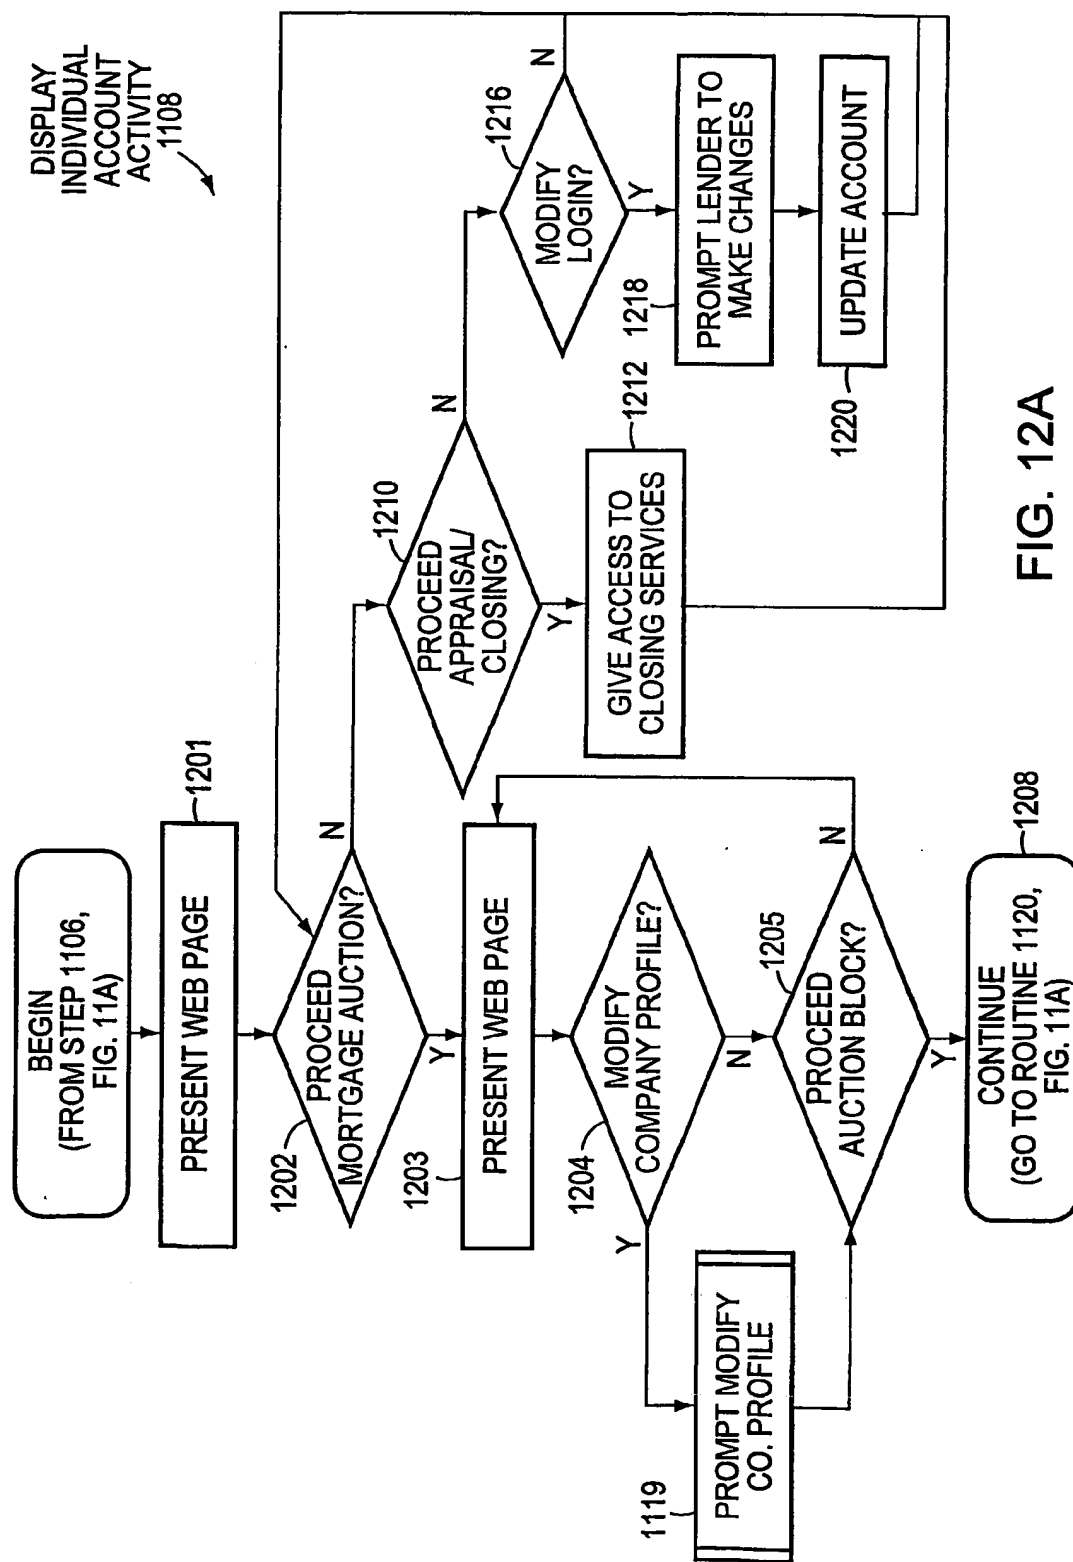 DISPLAY
INDIVIDUAL
ACCOUNT
ACTIVITY
1108
BEGIN
(FROM STEP 1106,
FIG. 11A)
PRESENT WEB PAGE
1201
1202
PROCEED
MORTGAGE AUCTION?
N
Y
1210
PROCEED
APPRAISAL/
CLOSING?
N
Y
1216
MODIFY
LOGIN?
N
Y
1203
PRESENT WEB PAGE
1212
GIVE ACCESS TO
CLOSING SERVICES
1218
PROMPT LENDER TO
MAKE CHANGES
1204
MODIFY
COMPANY PROFILE?
Y
N
1220
UPDATE ACCOUNT
1119
PROMPT MODIFY
CO. PROFILE
1205
PROCEED
AUCTION BLOCK?
N
Y
1208
CONTINUE
(GO TO ROUTINE 1120,
FIG. 11A)
FIG. 12A